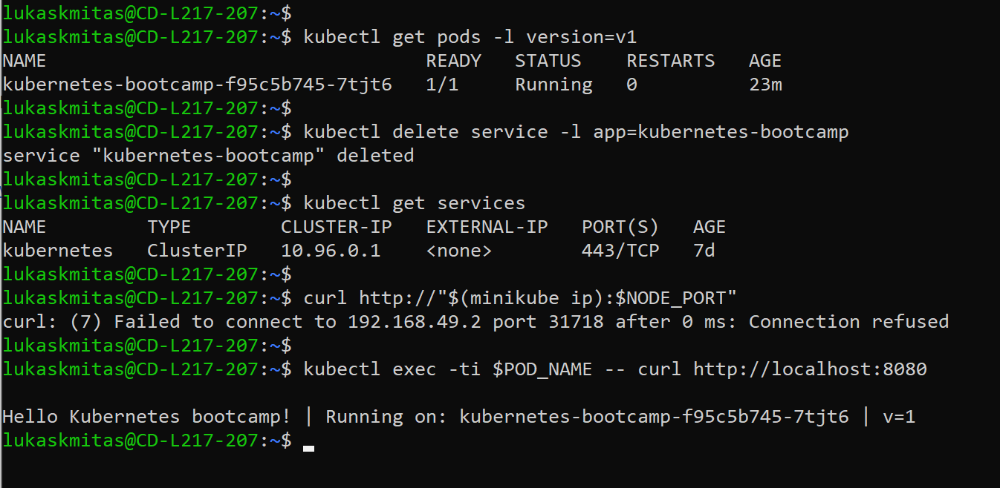 lukaskmitas@CD-L217-207:~$
lukaskmitas@CD-L217-207:~$ kubectl get pods -l version=v1
NAME                                  READY   STATUS    RESTARTS   AGE
kubernetes-bootcamp-f95c5b745-7tjt6   1/1     Running   0          23m
lukaskmitas@CD-L217-207:~$
lukaskmitas@CD-L217-207:~$ kubectl delete service -l app=kubernetes-bootcamp
service "kubernetes-bootcamp" deleted
lukaskmitas@CD-L217-207:~$
lukaskmitas@CD-L217-207:~$ kubectl get services
NAME         TYPE        CLUSTER-IP   EXTERNAL-IP   PORT(S)   AGE
kubernetes   ClusterIP   10.96.0.1    <none>        443/TCP   7d
lukaskmitas@CD-L217-207:~$
lukaskmitas@CD-L217-207:~$ curl http://"$(minikube ip):$NODE_PORT"
curl: (7) Failed to connect to 192.168.49.2 port 31718 after 0 ms: Connection refused
lukaskmitas@CD-L217-207:~$
lukaskmitas@CD-L217-207:~$ kubectl exec -ti $POD_NAME -- curl http://localhost:8080
Hello Kubernetes bootcamp! | Running on: kubernetes-bootcamp-f95c5b745-7tjt6 | v=1
lukaskmitas@CD-L217-207:~$